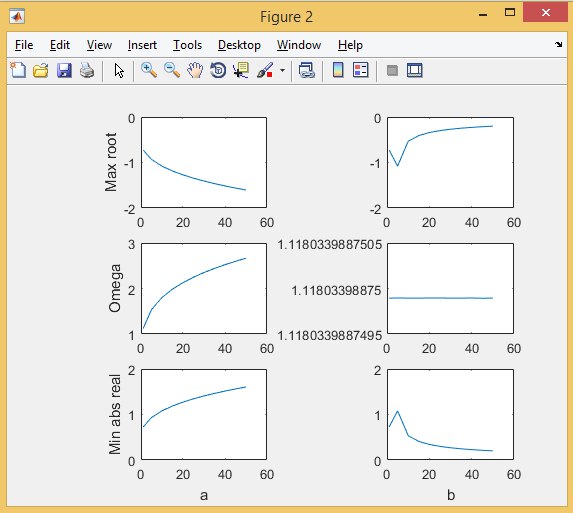 Figure 2
File Edit View Insert Tools Desktop Window Help
Max root
0
-1
-2
0 20 40 60
0
-1
-2
0 20 40 60
Omega
3
2
1
0 20 40 60
1.1180339887505
1.11803398875
1.1180339887495
0 20 40 60
Min abs real
2
1
0
0 20 40 60
a
2
1
0
0 20 40 60
b